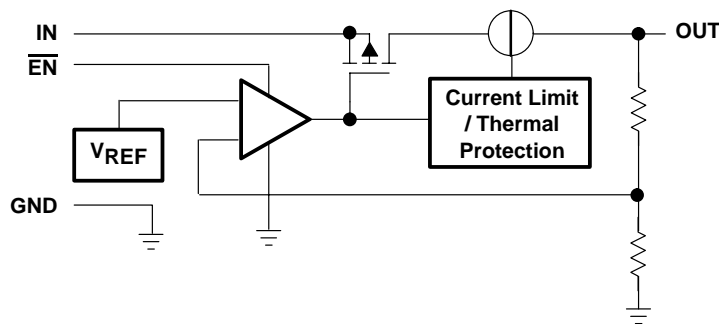 IN
OUT
EN
Current Limit
/ Thermal
Protection
VREF
GND